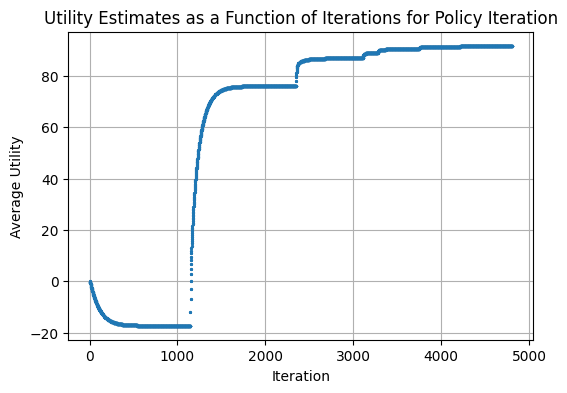 Utility Estimates as a Function of Iterations for Policy Iteration
80
60
40
20
0
−20
Average Utility
0 1000 2000 3000 4000 5000
Iteration